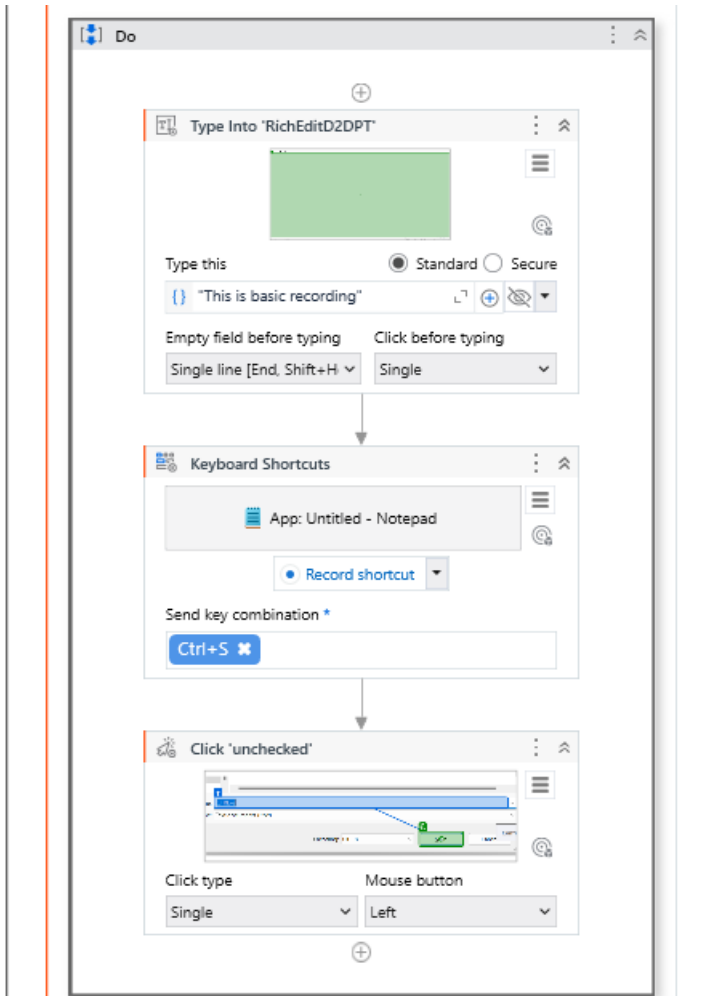 Do
Type Into 'RichEditD2DPT'
Type this Standard Secure
{} "This is basic recording"
Empty field before typing Click before typing
Single line [End, Shift+H Single
Keyboard Shortcuts
App: Untitled - Notepad
Record shortcut
Send key combination *
Ctrl+S
Click 'unchecked'
Click type Mouse button
Single Left